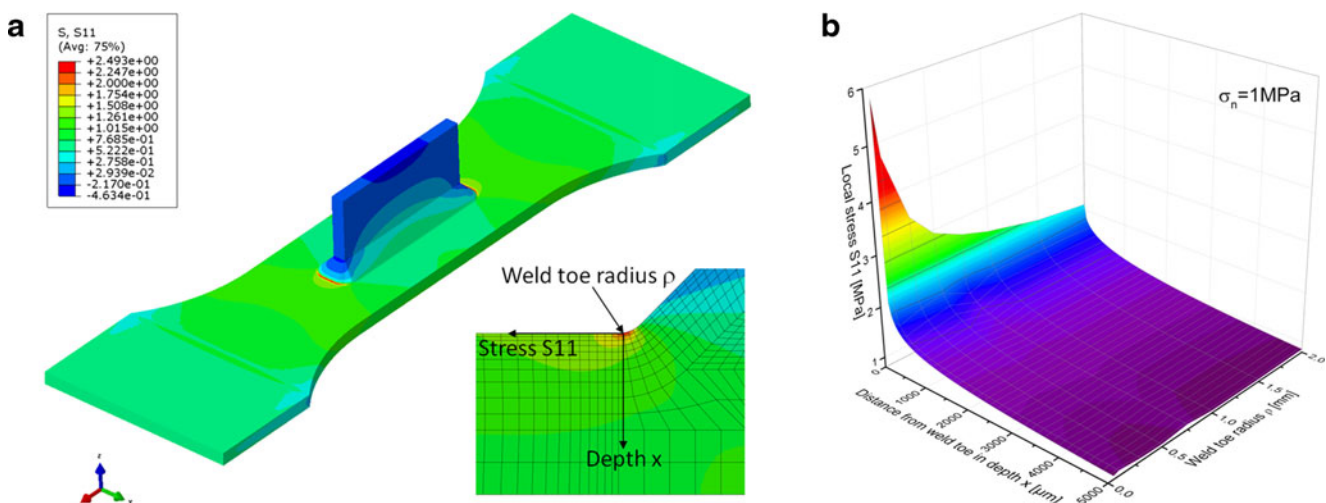 a
S, S11
(Avg: 75%)
+2.493e+00
+2.247e+00
+2.000e+00
+1.754e+00
+1.508e+00
+1.261e+00
+1.015e+00
+7.685e-01
+5.222e-01
+2.758e-01
+2.939e-02
-2.170e-01
-4.634e-01
Weld toe radius ρ
Stress S11
Depth x
z
b
σn=1MPa
6
5
4
3
2
1
Local stress S11 [MPa]
0
1000
2000
3000
4000
5000
Distance from weld toe in depth x [µm]
0.0
0.5
1.0
1.5
2.0
Weld toe radius ρ [mm]